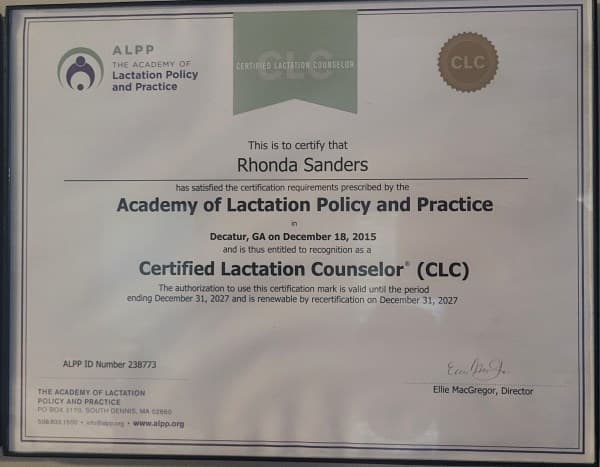 ALPP
THE ACADEMY OF
Lactation Policy
and Practice
CLC
CERTIFIED LACTATION COUNSELOR
CLC
This is to certify that
Rhonda Sanders
has satisfied the certification requirements prescribed by the
Academy of Lactation Policy and Practice
in
Decatur, GA on December 18, 2015
and is thus entitled to recognition as a
Certified Lactation Counselor® (CLC)
The authorization to use this certification mark is valid until the period
ending December 31, 2027 and is renewable by recertification on December 31, 2027
ALPP ID Number 238773
Ellie MacGregor, Director
THE ACADEMY OF LACTATION
POLICY AND PRACTICE
PO BOX 1170, SOUTH DENNIS, MA 02660
info@alpp.org • www.alpp.org